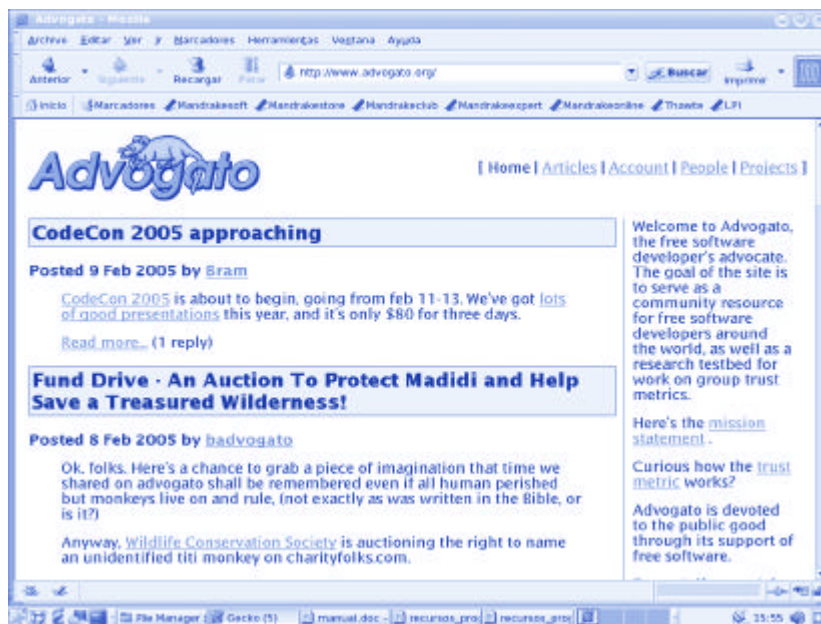 Advogato - Mozilla
Archivo Editar Ver Ir Marcadores Herramientas Ventana Ayuda
Anterior Siguiente Recargar Parar http://www.advogato.org/ Buscar Imprimir
Inicio Marcadores Mandrakesoft Mandrakestore Mandrakeclub Mandrakeexpert Mandrakeonline Thawte LPI
Advogato
[ Home | Articles | Account | People | Projects ]
CodeCon 2005 approaching
Posted 9 Feb 2005 by Bram
CodeCon 2005 is about to begin, going from feb 11-13. We've got lots
of good presentations this year, and it's only $80 for three days.
Read more... (1 reply)
Fund Drive - An Auction To Protect Madidi and Help
Save a Treasured Wilderness!
Posted 8 Feb 2005 by badvogato
Ok. folks. Here's a chance to grab a piece of imagination that time we
shared on advogato shall be remembered even if all human perished
but monkeys live on and rule, (not exactly as was written in the Bible, or
is it?)
Anyway, Wildlife Conservation Society is auctioning the right to name
an unidentified titi monkey on charityfolks.com.
Welcome to Advogato,
the free software
developer's advocate.
The goal of the site is
to serve as a
community resource
for free software
developers around
the world, as well as a
research testbed for
work on group trust
metrics.
Here's the mission
statement .
Curious how the trust
metric works?
Advogato is devoted
to the public good
through its support of
free software.
File Manager Gecko (5) manual.doc - recursos_pro recursos_pro 15:55